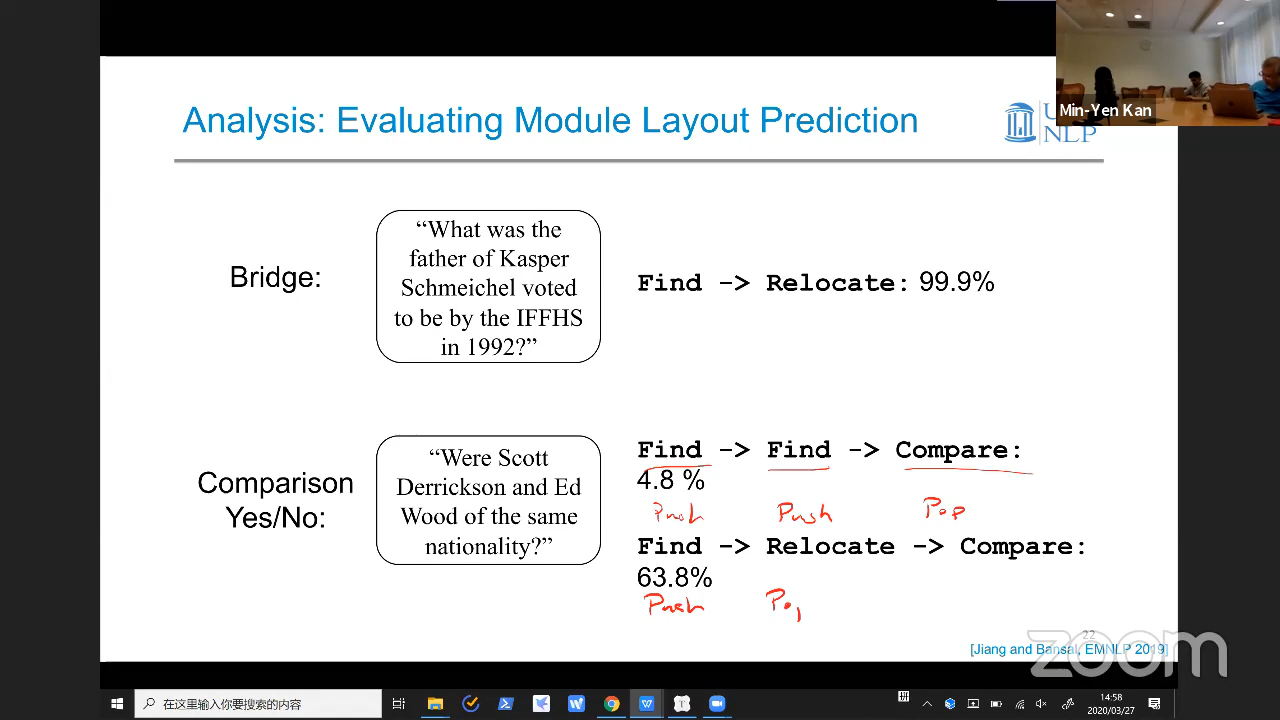 Analysis: Evaluating Module Layout Prediction
NLP
Min-Yen Kan
Bridge:
“What was the
father of Kasper
Schmeichel voted
to be by the IFFHS
in 1992?”
Find -> Relocate: 99.9%
Comparison
Yes/No:
“Were Scott
Derrickson and Ed
Wood of the same
nationality?”
Find -> Find -> Compare:
4.8 %
Push Push Pop
Find -> Relocate -> Compare:
63.8%
Push
22
[Jiang and Bansal, EMNLP 2019]
zoom
在这里输入你要搜索的内容
14:58
2020/03/27